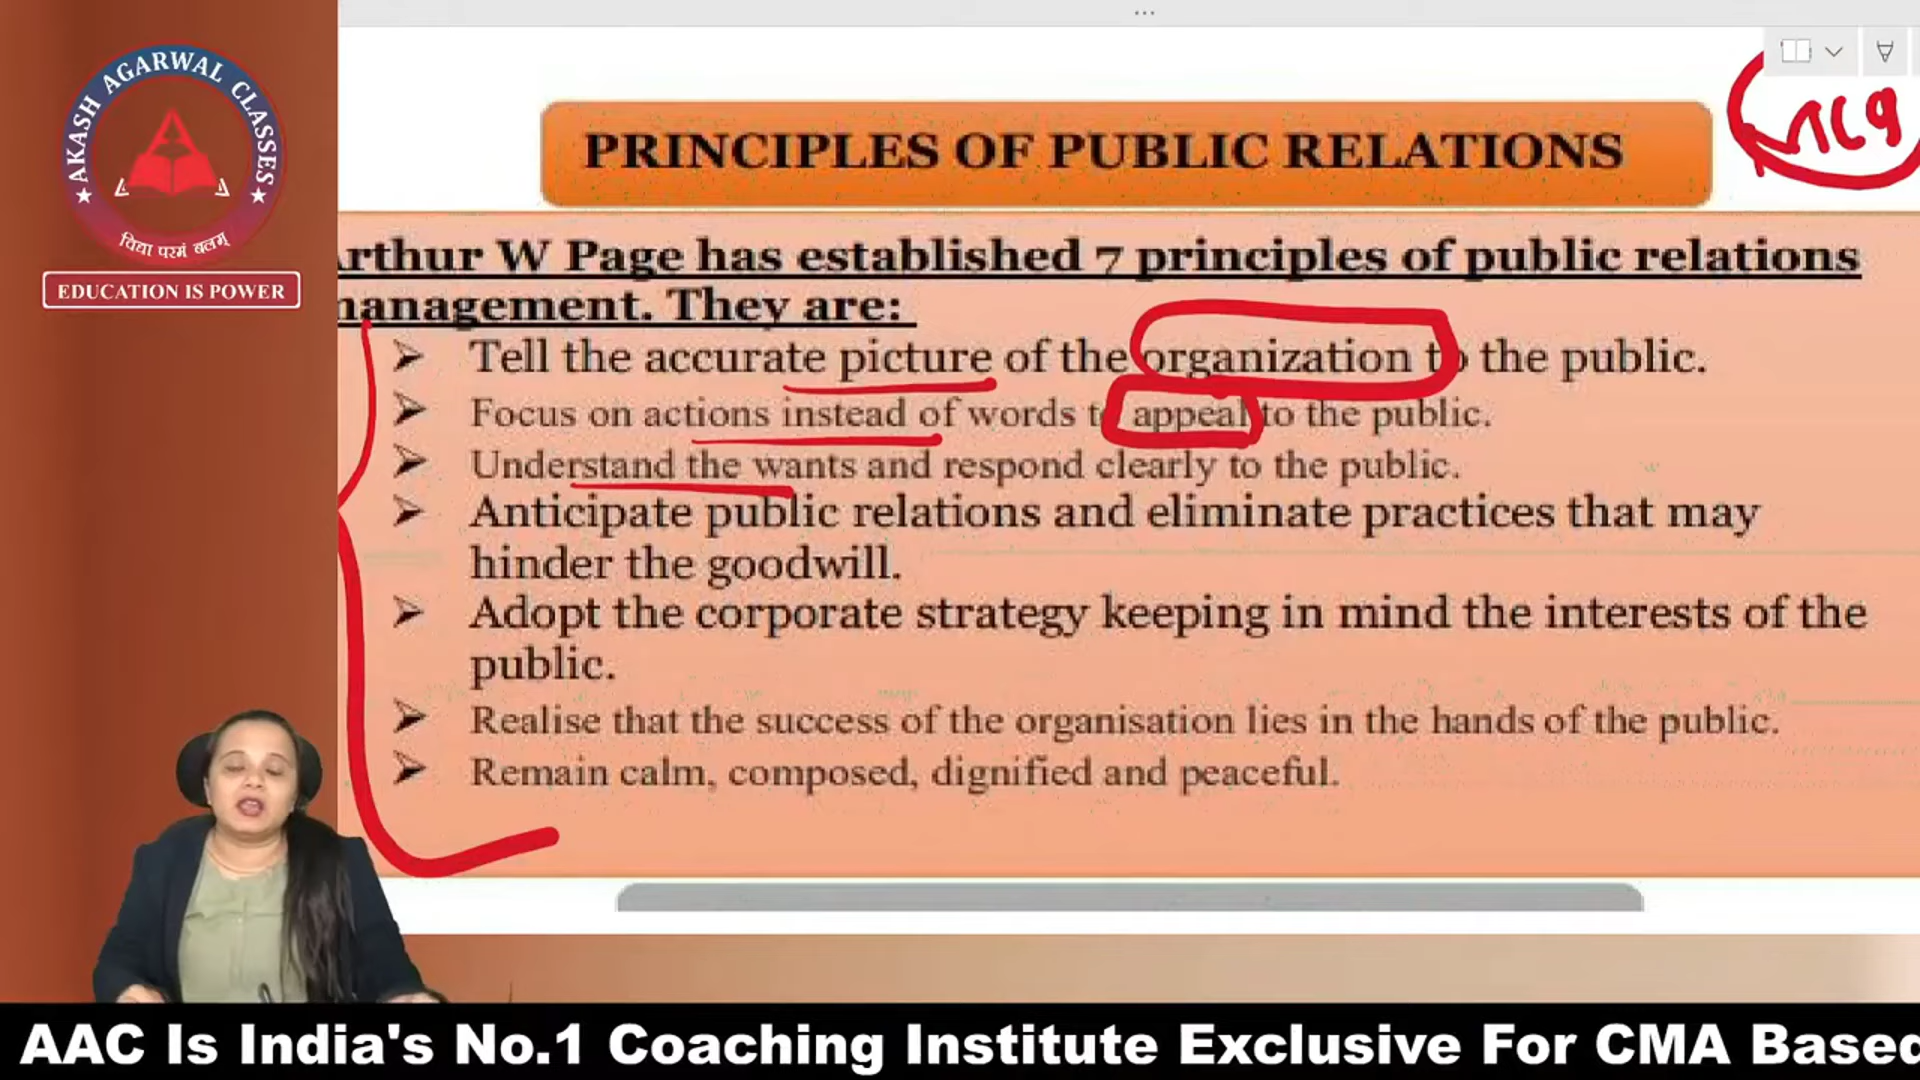 AKASH AGARWAL CLASSES
विद्या परमं बलम्
EDUCATION IS POWER
PRINCIPLES OF PUBLIC RELATIONS
rthur W Page has established 7 principles of public relations
anagement. They are:
➢ Tell the accurate picture of the organization to the public.
➢ Focus on actions instead of words to appeal to the public.
➢ Understand the wants and respond clearly to the public.
➢ Anticipate public relations and eliminate practices that may
hinder the goodwill.
➢ Adopt the corporate strategy keeping in mind the interests of the
public.
➢ Realise that the success of the organisation lies in the hands of the public.
➢ Remain calm, composed, dignified and peaceful.
AAC Is India's No.1 Coaching Institute Exclusive For CMA Based